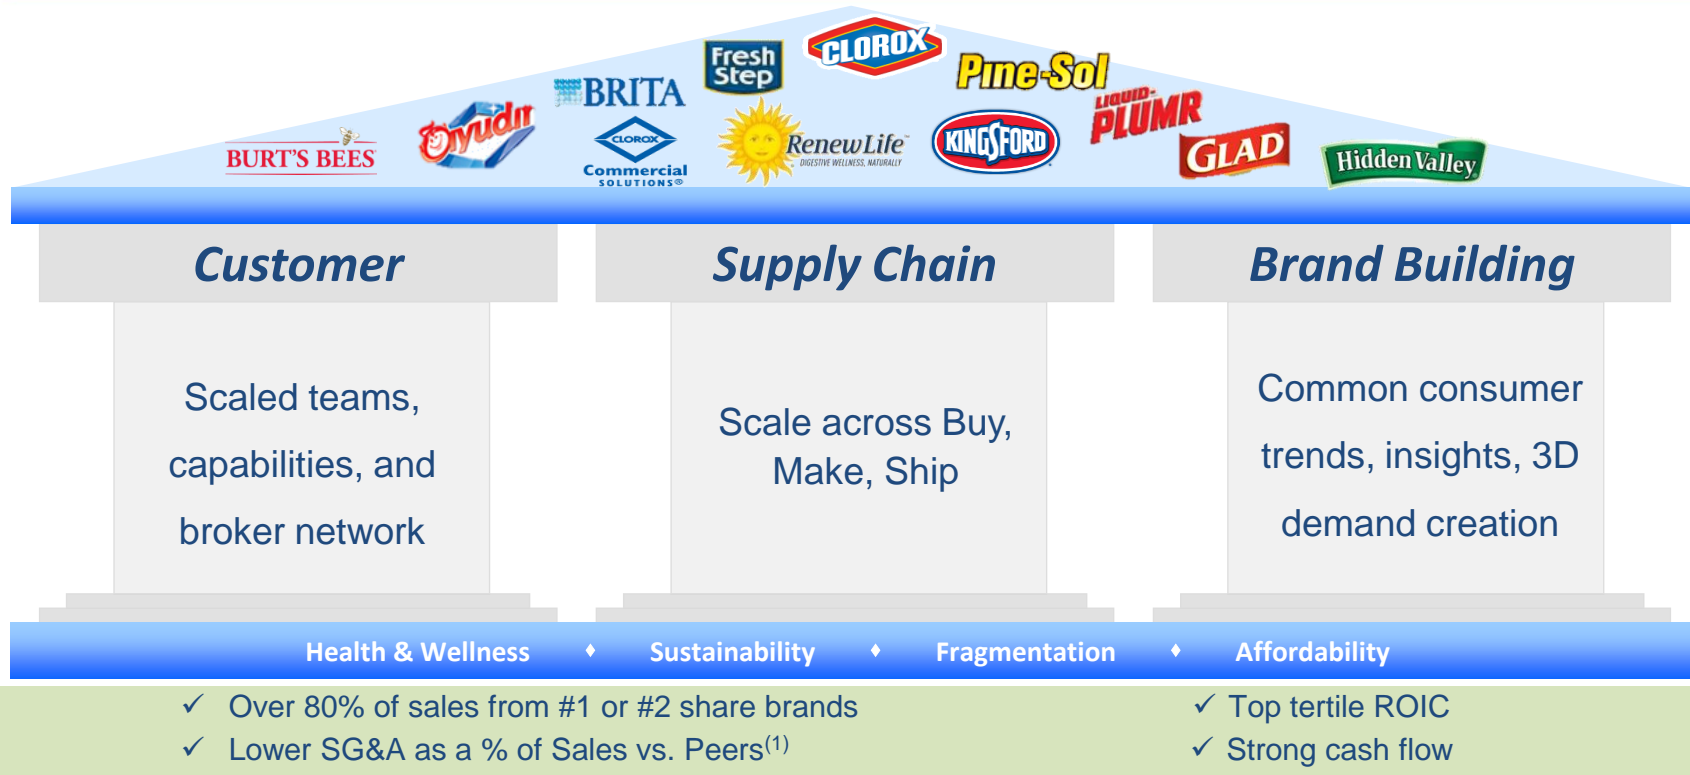 CLOROX
Fresh
Step
Pine-Sol
BRITA
LIQUID-
PLUMR
Ayudín
CLOROX
Commercial
SOLUTIONS®
RenewLife™
DIGESTIVE WELLNESS, NATURALLY
KINGSFORD
GLAD
BURT'S BEES
Hidden Valley
Customer
Supply Chain
Brand Building
Scaled teams,
capabilities, and
broker network
Scale across Buy,
Make, Ship
Common consumer
trends, insights, 3D
demand creation
Health & Wellness ♦ Sustainability ♦ Fragmentation ♦ Affordability
✓ Over 80% of sales from #1 or #2 share brands
✓ Lower SG&A as a % of Sales vs. Peers(1)
✓ Top tertile ROIC
✓ Strong cash flow